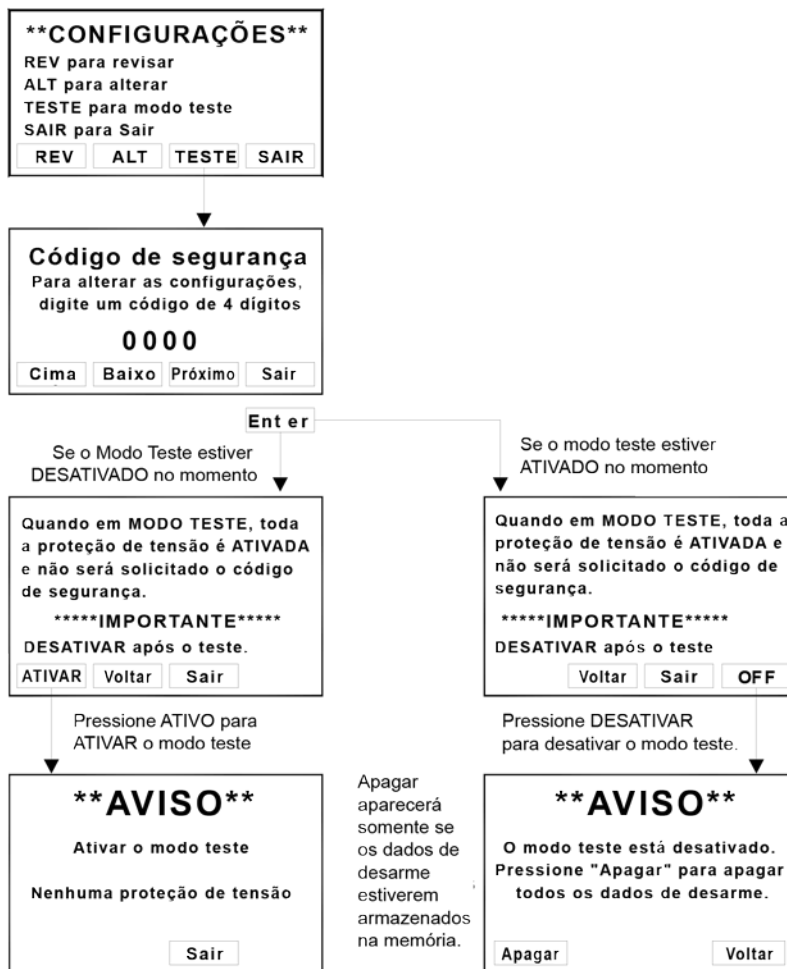 **CONFIGURAÇÕES**
REV para revisar
ALT para alterar
TESTE para modo teste
SAIR para Sair
REV ALT TESTE SAIR
Código de segurança
Para alterar as configurações,
digite um código de 4 dígitos
0000
Cima Baixo Próximo Sair
Ent er
Se o Modo Teste estiver
DESATIVADO no momento
Se o modo teste estiver
ATIVADO no momento
Quando em MODO TESTE, toda
a proteção de tensão é ATIVADA
e não será solicitado o código
de segurança.
*****IMPORTANTE*****
DESATIVAR após o teste.
ATIVAR Voltar Sair
Quando em MODO TESTE, toda a
proteção de tensão é ATIVADA e
não será solicitado o código de
segurança.
*****IMPORTANTE*****
DESATIVAR após o teste
Voltar Sair OFF
Pressione ATIVO para
ATIVAR o modo teste
Pressione DESATIVAR
para desativar o modo teste.
**AVISO**
Ativar o modo teste
Nenhuma proteção de tensão
Sair
Apagar
aparecerá
somente se
os dados de
desarme
estiverem
armazenados
na memória.
**AVISO**
O modo teste está desativado.
Pressione "Apagar" para apagar
todos os dados de desarme.
Apagar Voltar